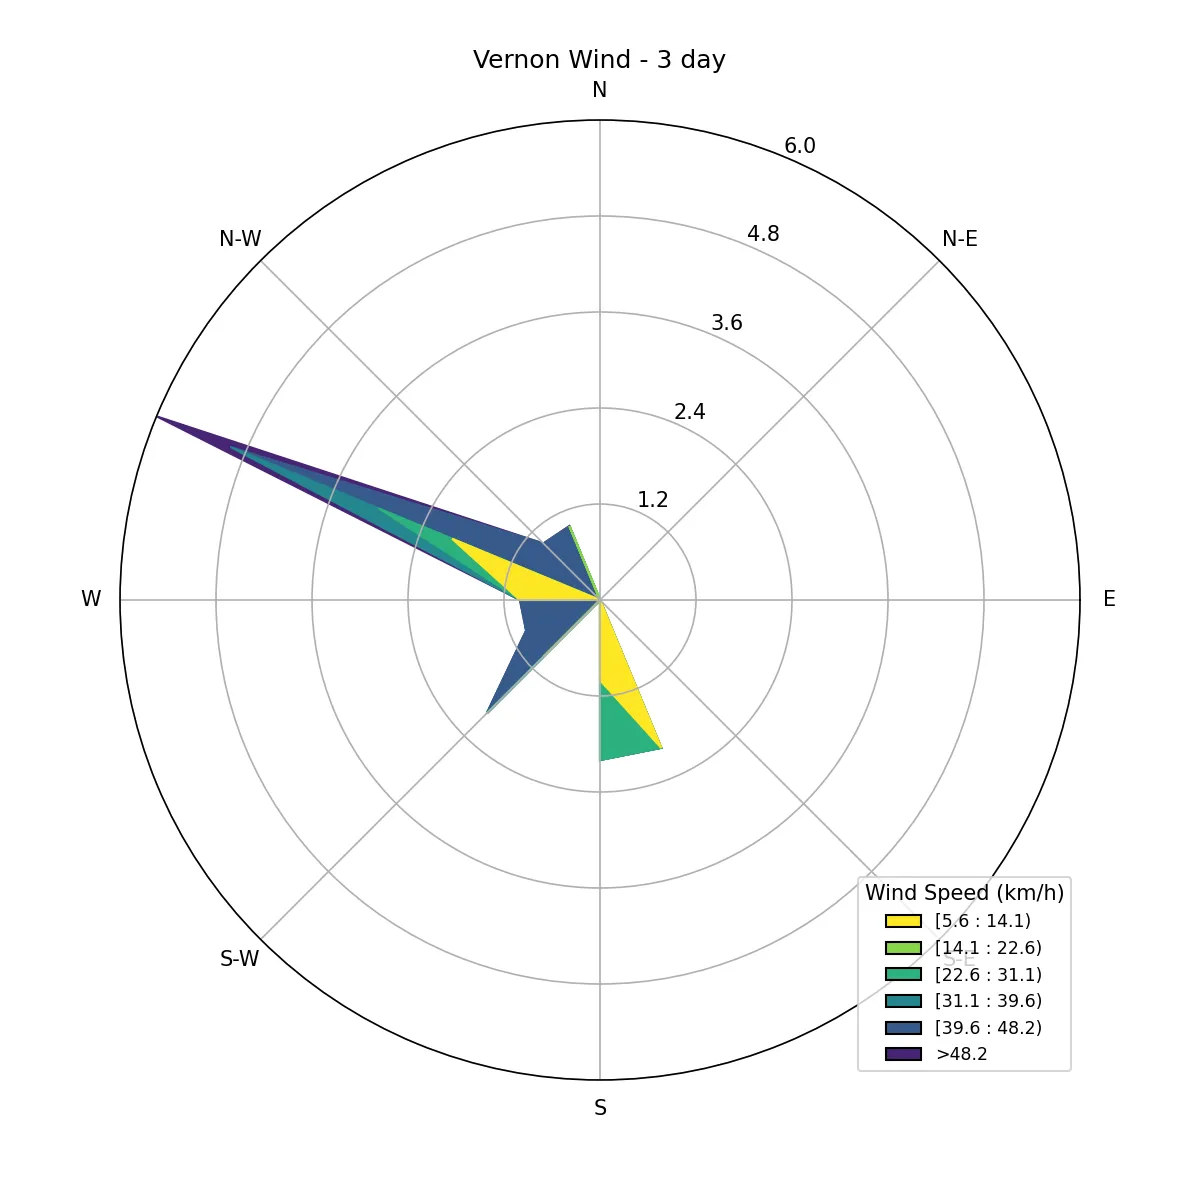 Vernon Wind - 3 day
N
6.0
N-W
4.8
N-E
3.6
2.4
1.2
W
E
Wind Speed (km/h)
[5.6 : 14.1)
[14.1 : 22.6)
S-W
S-E
[22.6 : 31.1)
[31.1 : 39.6)
[39.6 : 48.2)
>48.2
S